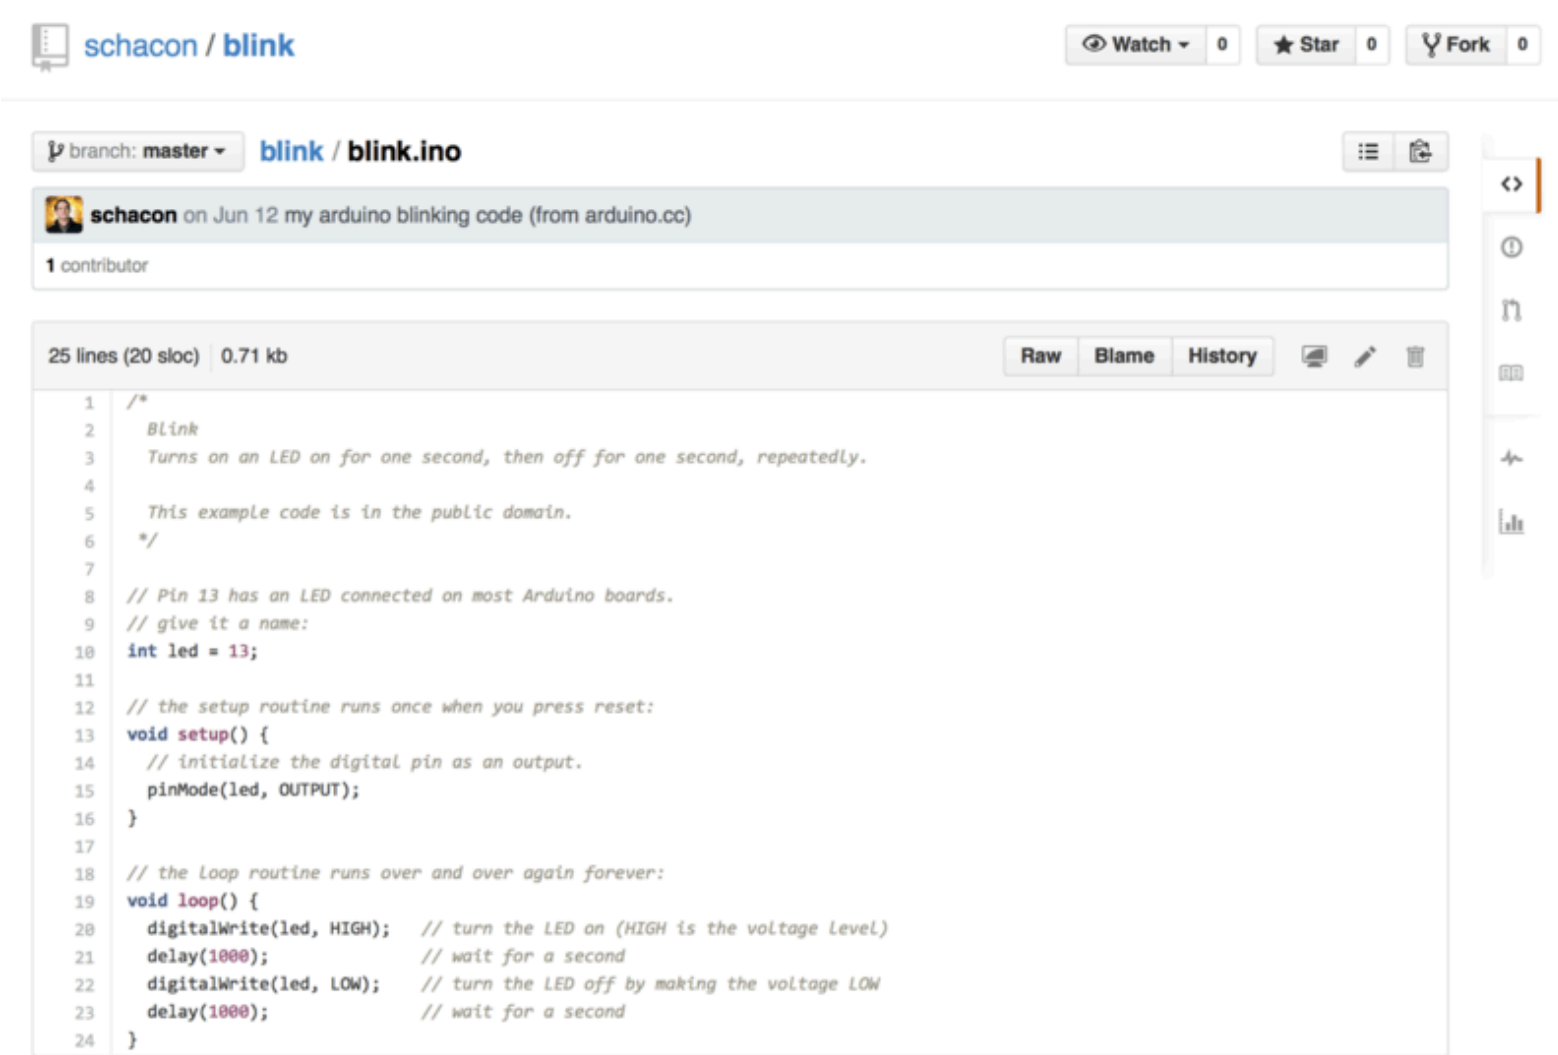 schacon / blink
Watch 0 Star 0 Fork 0
branch: master blink / blink.ino
schacon on Jun 12 my arduino blinking code (from arduino.cc)
1 contributor
25 lines (20 sloc) 0.71 kb Raw Blame History
1 /*
2 Blink
3 Turns on an LED on for one second, then off for one second, repeatedly.
4
5 This example code is in the public domain.
6 */
7
8 // Pin 13 has an LED connected on most Arduino boards.
9 // give it a name:
10 int led = 13;
11
12 // the setup routine runs once when you press reset:
13 void setup() {
14 // initialize the digital pin as an output.
15 pinMode(led, OUTPUT);
16 }
17
18 // the loop routine runs over and over again forever:
19 void loop() {
20 digitalWrite(led, HIGH); // turn the LED on (HIGH is the voltage level)
21 delay(1000); // wait for a second
22 digitalWrite(led, LOW); // turn the LED off by making the voltage LOW
23 delay(1000); // wait for a second
24 }